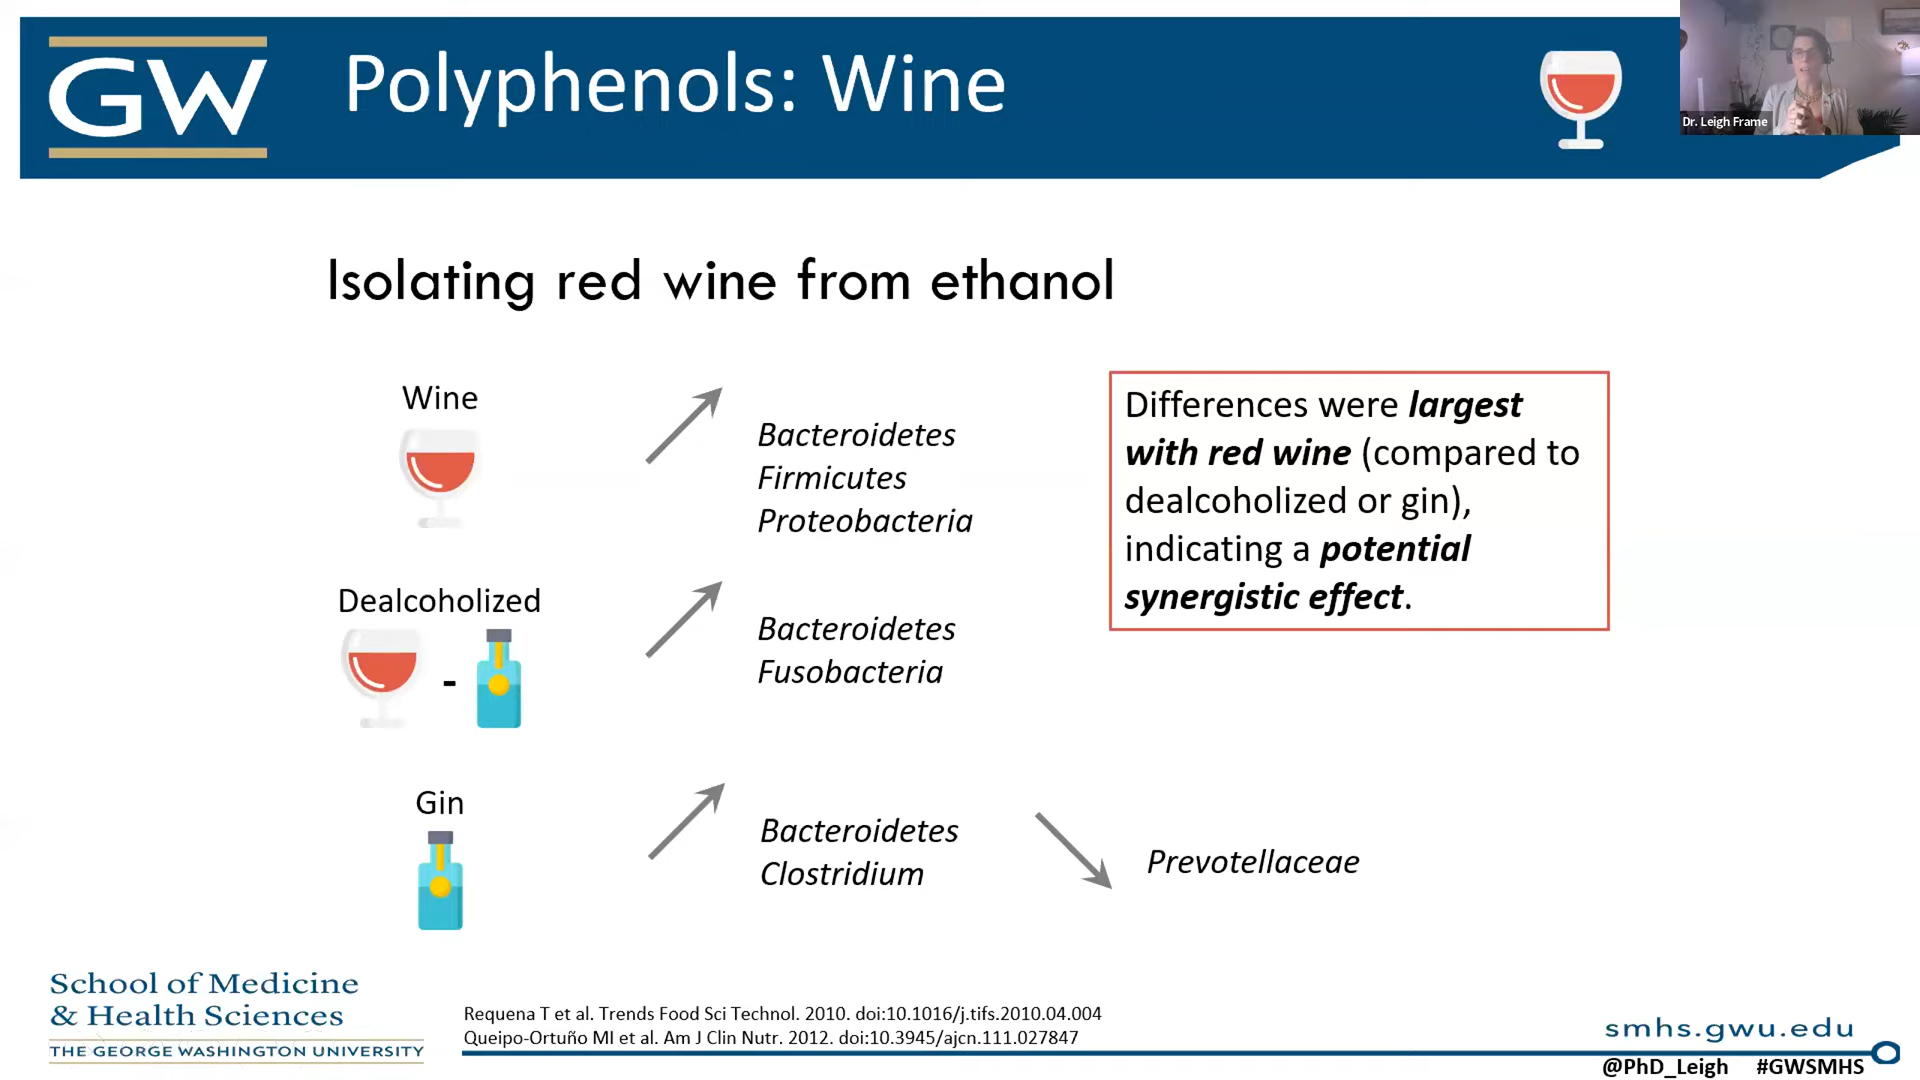 GW
Polyphenols: Wine
Dr. Leigh Frame
Isolating red wine from ethanol
Wine
Bacteroidetes
Firmicutes
Proteobacteria
Differences were largest
with red wine (compared to
dealcoholized or gin),
indicating a potential
synergistic effect.
Dealcoholized
-
Bacteroidetes
Fusobacteria
Gin
Bacteroidetes
Clostridium
Prevotellaceae
School of Medicine
& Health Sciences
THE GEORGE WASHINGTON UNIVERSITY
Requena T et al. Trends Food Sci Technol. 2010. doi:10.1016/j.tifs.2010.04.004
Queipo-Ortuño MI et al. Am J Clin Nutr. 2012. doi:10.3945/ajcn.111.027847
smhs.gwu.edu
@PhD_Leigh #GWSMHS